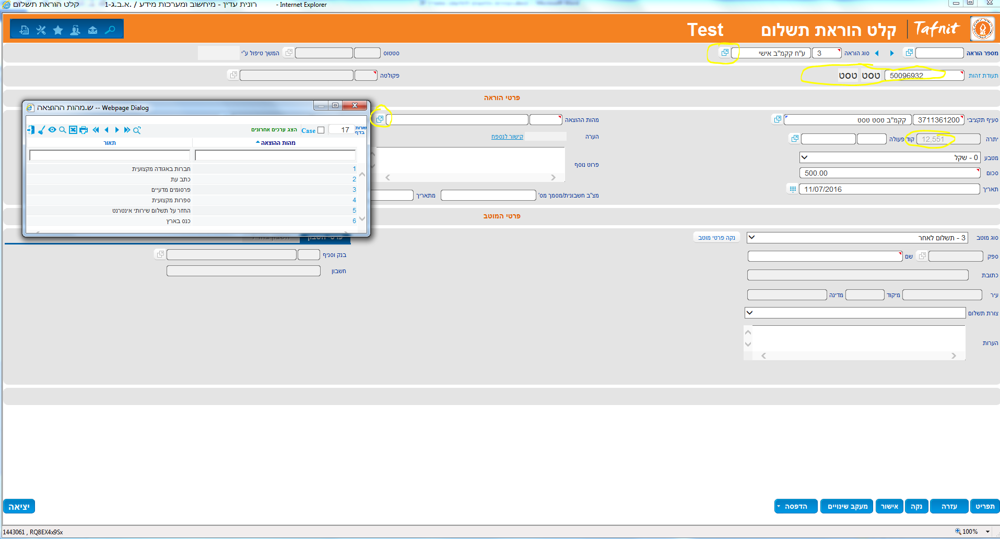 קלט הוראת תשלום רונית עדין - מיחשוב ומערכות מידע / .א.ב.ג-1 - Internet Explorer
Tafnit קלט הוראת תשלום Test
מספר הוראה סוג הוראה 3 ע"ח קקמ"ב אישי סטטוס המשך טיפול ע"י
תעודת זהות 50096932 טסט טסט פקולטה
פרטי הוראה
סעיף תקציבי 3711361200 קקמ"ב טסט טסט מהות ההוצאה
יתרה 12,551 קוד פעולה הערה קישור לנספח
מטבע 0 - שקל פרוט נוסף
סכום 500.00
תאריך 11/07/2016 מצ"ב חשבונית/מסמך מס' מתאריך
פרטי המוטב
סוג מוטב 3 - תשלום לאחר נקה פרטי מוטב
ספק שם בנק וסניף
כתובת חשבון
עיר מיקוד מדינה
צורת תשלום
הערות
ש.מהות ההוצאה -- Webpage Dialog
שורות בדף 17 Case הצג ערכים אחרונים
מהות ההוצאה תאור
1 חברות באגודה מקצועית
2 כתב עת
3 פרסומים מדעיים
4 ספרות מקצועית
5 החזר על תשלום שירותי אינטרנט
6 כנס בארץ
תפריט עזרה נקה אישור מעקב שינויים הדפסה יציאה
1443061 , RQ8EX4x9Sx 100%